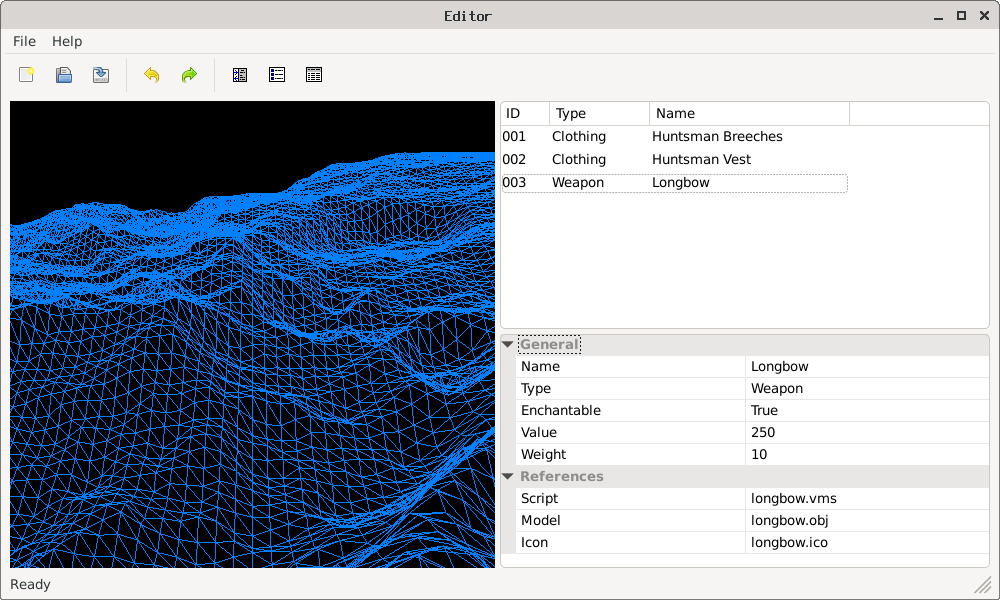 Editor
File Help
ID Type Name
001 Clothing Huntsman Breeches
002 Clothing Huntsman Vest
003 Weapon Longbow
General
Name Longbow
Type Weapon
Enchantable True
Value 250
Weight 10
References
Script longbow.vms
Model longbow.obj
Icon longbow.ico
Ready